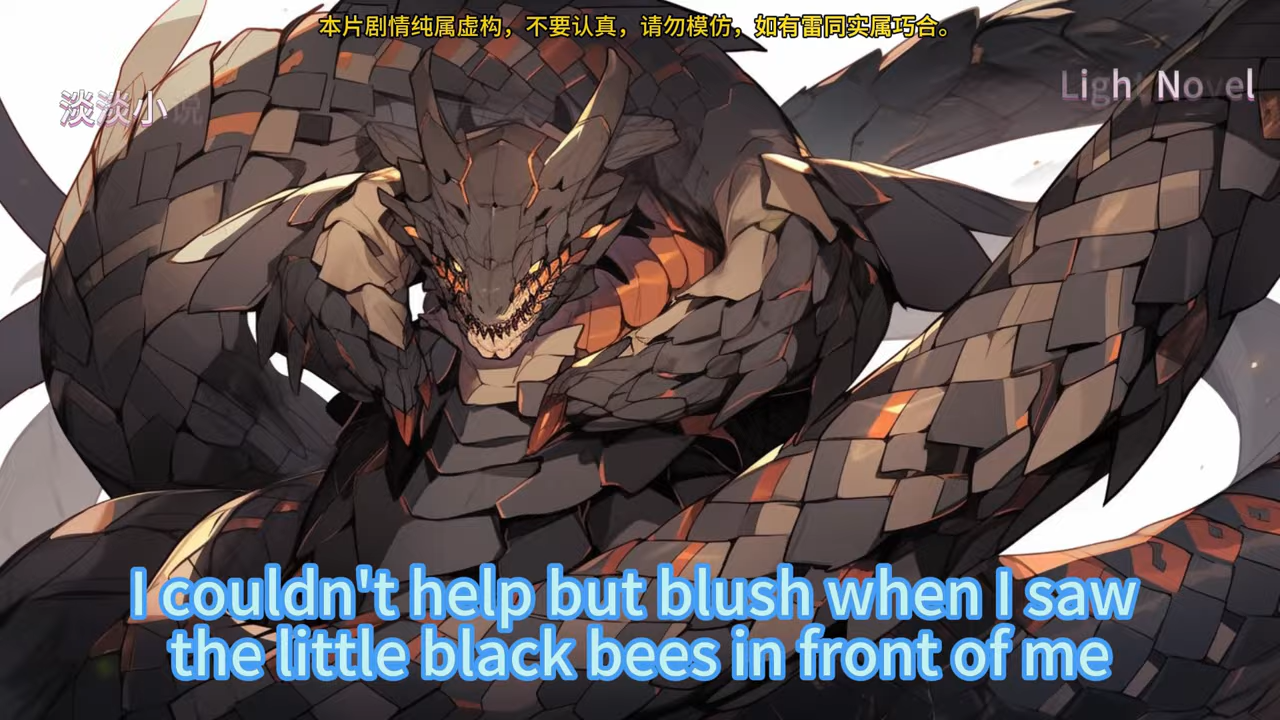 本片剧情纯属虚构，不要认真，请勿模仿，如有雷同实属巧合。
淡淡小说
Light Novel
I couldn't help but blush when I saw
the little black bees in front of me